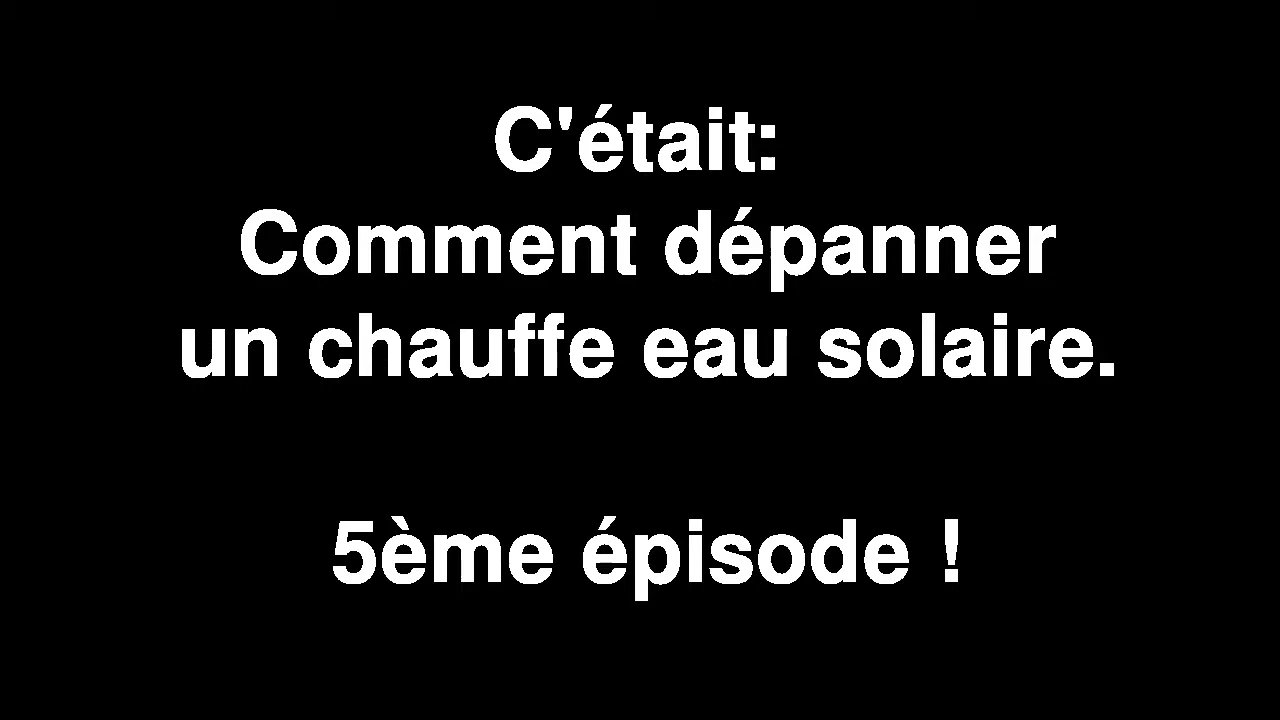 C'était:
Comment dépanner
un chauffe eau solaire.
5ème épisode !